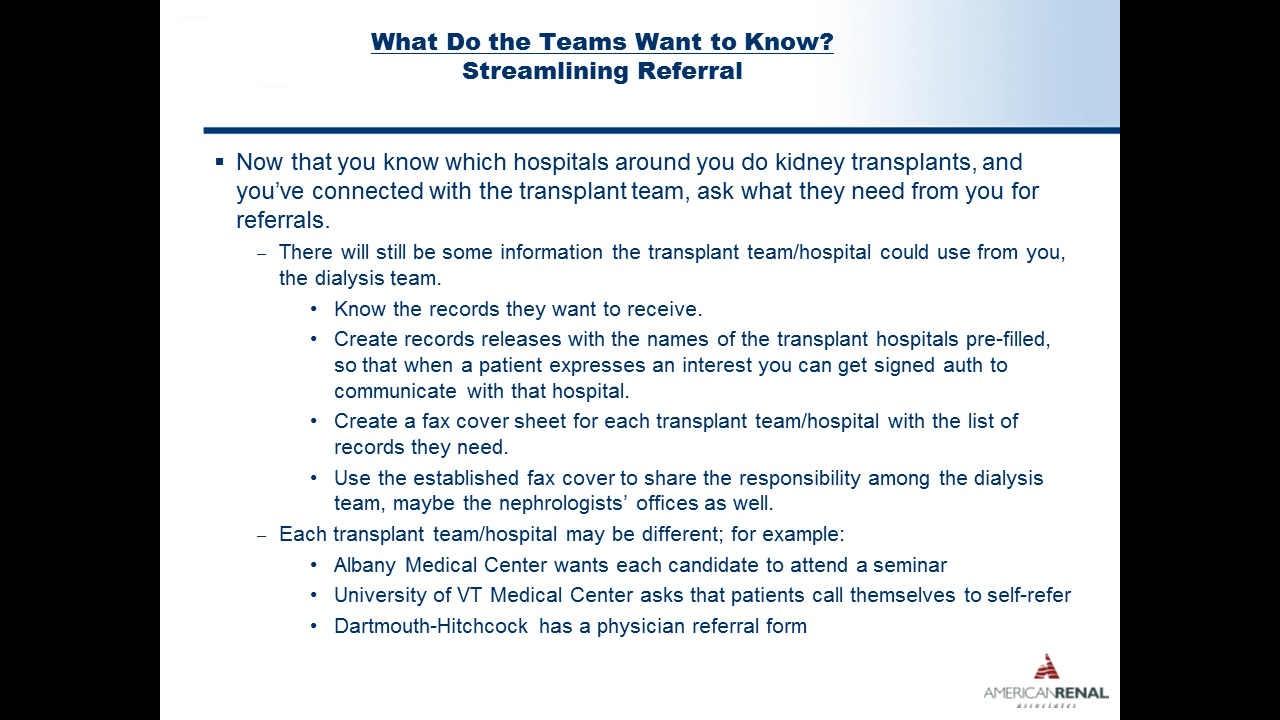 What Do the Teams Want to Know?
Streamlining Referral
▪ Now that you know which hospitals around you do kidney transplants, and
you’ve connected with the transplant team, ask what they need from you for
referrals.
– There will still be some information the transplant team/hospital could use from you,
the dialysis team.
• Know the records they want to receive.
• Create records releases with the names of the transplant hospitals pre-filled,
so that when a patient expresses an interest you can get signed auth to
communicate with that hospital.
• Create a fax cover sheet for each transplant team/hospital with the list of
records they need.
• Use the established fax cover to share the responsibility among the dialysis
team, maybe the nephrologists’ offices as well.
– Each transplant team/hospital may be different; for example:
• Albany Medical Center wants each candidate to attend a seminar
• University of VT Medical Center asks that patients call themselves to self-refer
• Dartmouth-Hitchcock has a physician referral form
AMERICAN RENAL
associates